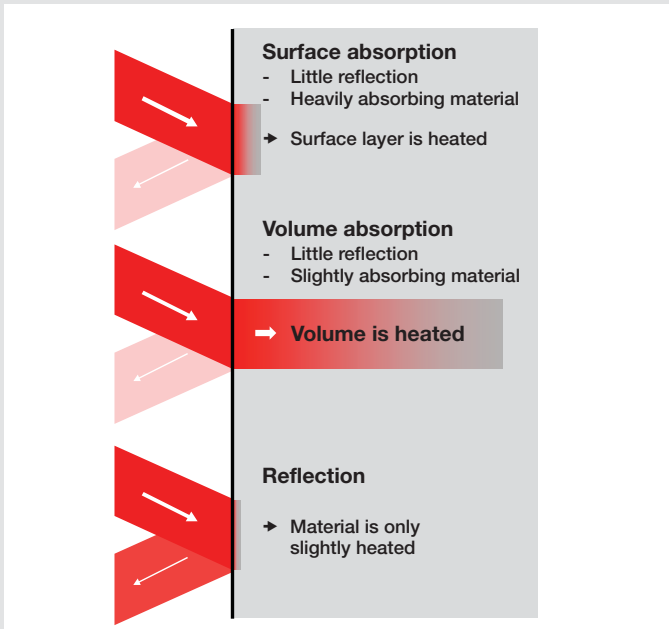 Surface absorption
- Little reflection
- Heavily absorbing material
➔ Surface layer is heated
Volume absorption
- Little reflection
- Slightly absorbing material
➡ Volume is heated
Reflection
➔ Material is only
slightly heated